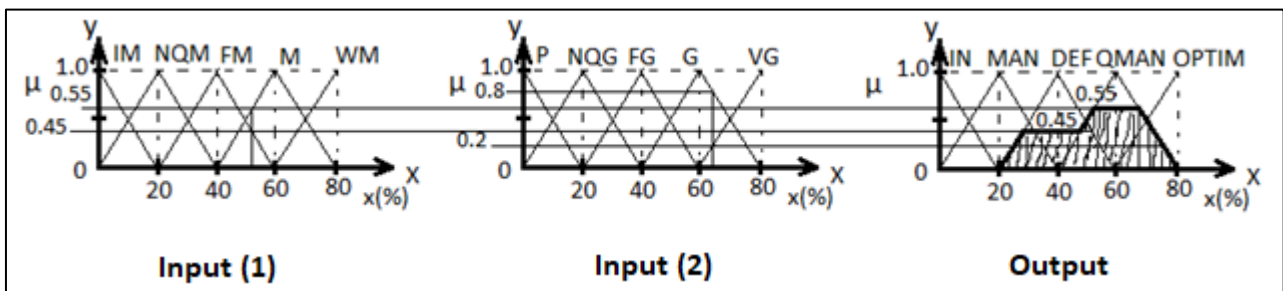 y
IM NQM FM M WM
1.0
μ
0.55
0.45
0
20 40 60 80
X
x(%)
Input (1)
y
P NQG FG G VG
1.0
μ
0.8
0.2
0
20 40 60 80
X
x(%)
Input (2)
y
IN MAN DEF QMAN OPTIM
1.0
μ
0.55
0.45
0
20 40 60 80
X
x(%)
Output